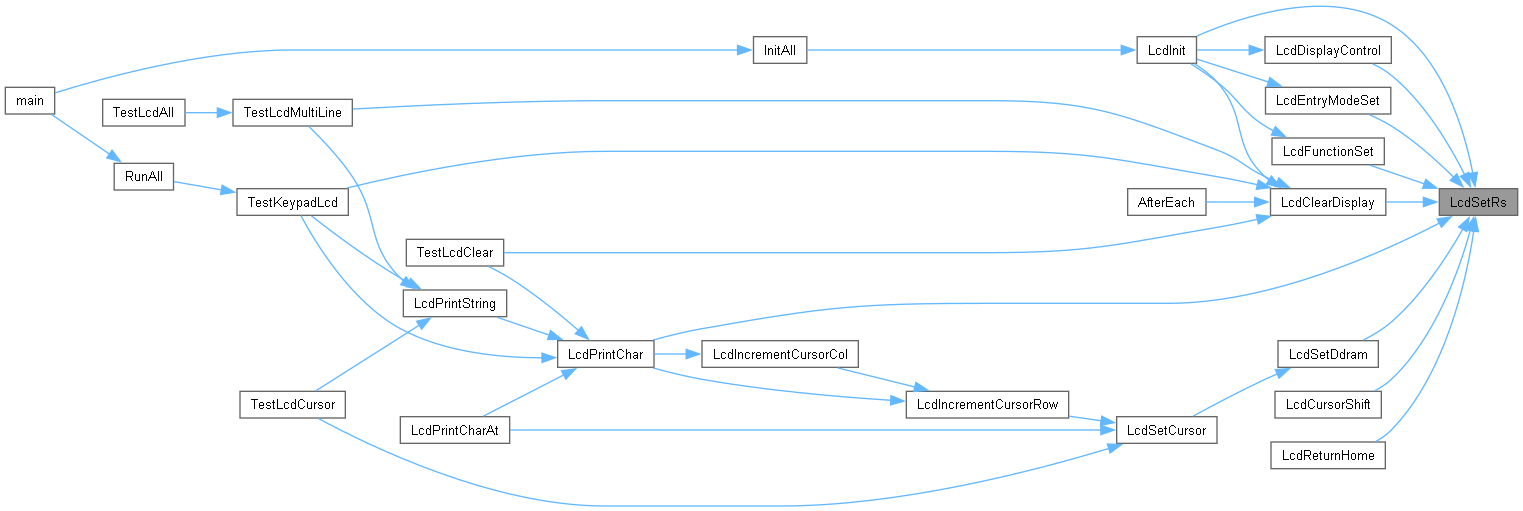 main
TestLcdAll
RunAll
TestLcdMultiLine
TestKeypadLcd
TestLcdCursor
TestLcdClear
LcdPrintString
LcdPrintCharAt
LcdPrintChar
InitAll
LcdIncrementCursorCol
LcdIncrementCursorRow
LcdInit
AfterEach
LcdSetCursor
LcdDisplayControl
LcdEntryModeSet
LcdFunctionSet
LcdClearDisplay
LcdSetDdram
LcdCursorShift
LcdReturnHome
LcdSetRs